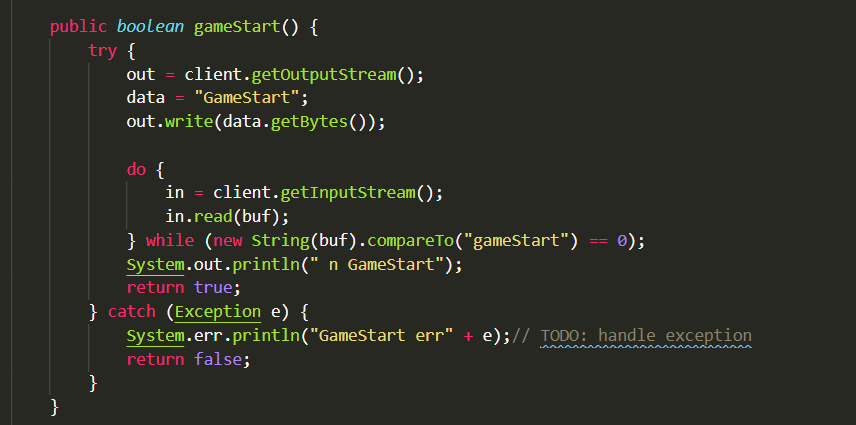 public boolean gameStart() {
try {
out = client.getOutputStream();
data = "GameStart";
out.write(data.getBytes());
do {
in = client.getInputStream();
in.read(buf);
} while (new String(buf).compareTo("gameStart") == 0);
System.out.println(" n GameStart");
return true;
} catch (Exception e) {
System.err.println("GameStart err" + e);// TODO: handle exception
return false;
}
}